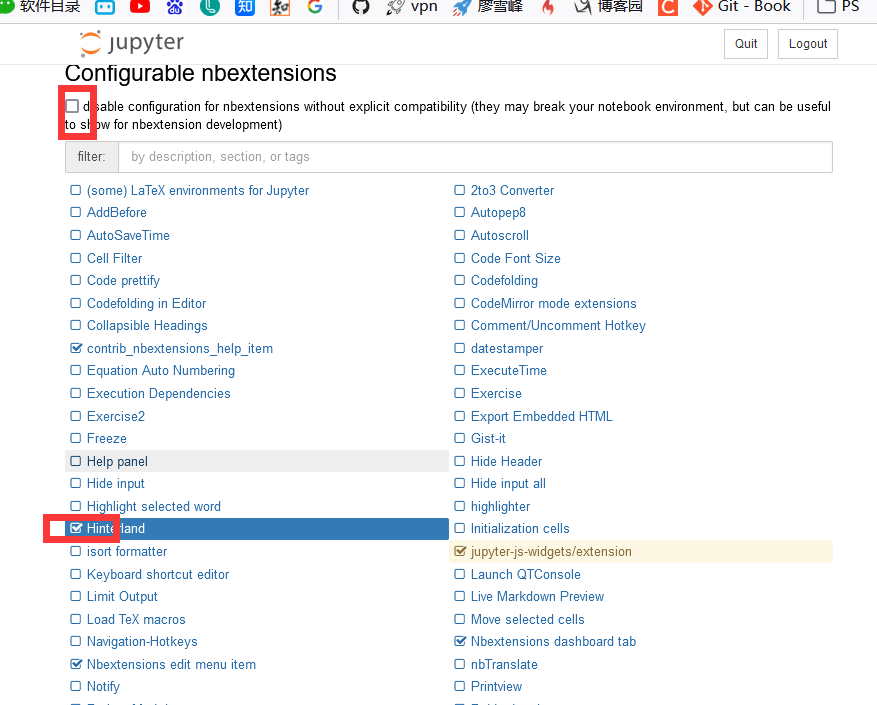 软件目录 知 vpn 廖雪峰 博客园 C Git - Book PS
jupyter Quit Logout
Configurable nbextensions
disable configuration for nbextensions without explicit compatibility (they may break your notebook environment, but can be useful
to show for nbextension development)
filter: by description, section, or tags
(some) LaTeX environments for Jupyter 2to3 Converter
AddBefore Autopep8
AutoSaveTime Autoscroll
Cell Filter Code Font Size
Code prettify Codefolding
Codefolding in Editor CodeMirror mode extensions
Collapsible Headings Comment/Uncomment Hotkey
contrib_nbextensions_help_item datestamper
Equation Auto Numbering ExecuteTime
Execution Dependencies Exercise
Exercise2 Export Embedded HTML
Freeze Gist-it
Help panel Hide Header
Hide input Hide input all
Highlight selected word highlighter
Hinterland Initialization cells
isort formatter jupyter-js-widgets/extension
Keyboard shortcut editor Launch QTConsole
Limit Output Live Markdown Preview
Load TeX macros Move selected cells
Navigation-Hotkeys Nbextensions dashboard tab
Nbextensions edit menu item nbTranslate
Notify Printview